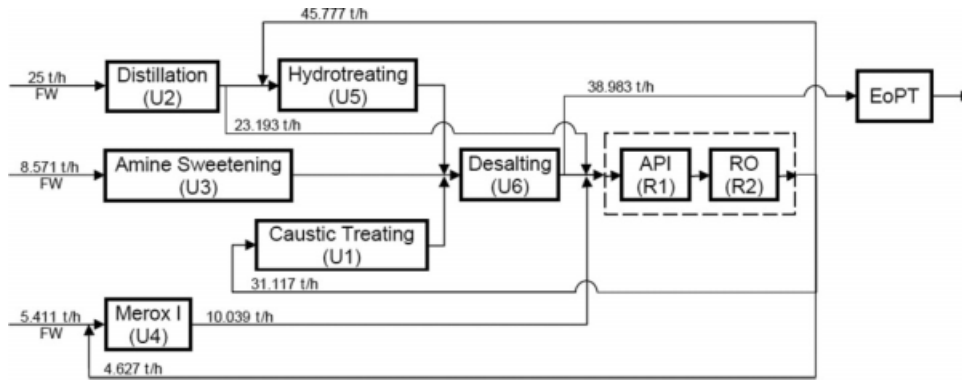 45.777 t/h
25 t/h
FW
Distillation
(U2)
Hydrotreating
(U5)
38.983 t/h
EoPT
23.193 t/h
8.571 t/h
FW
Amine Sweetening
(U3)
Desalting
(U6)
API
(R1)
RO
(R2)
Caustic Treating
(U1)
31.117 t/h
5.411 t/h
FW
Merox I
(U4)
10.039 t/h
4.627 t/h